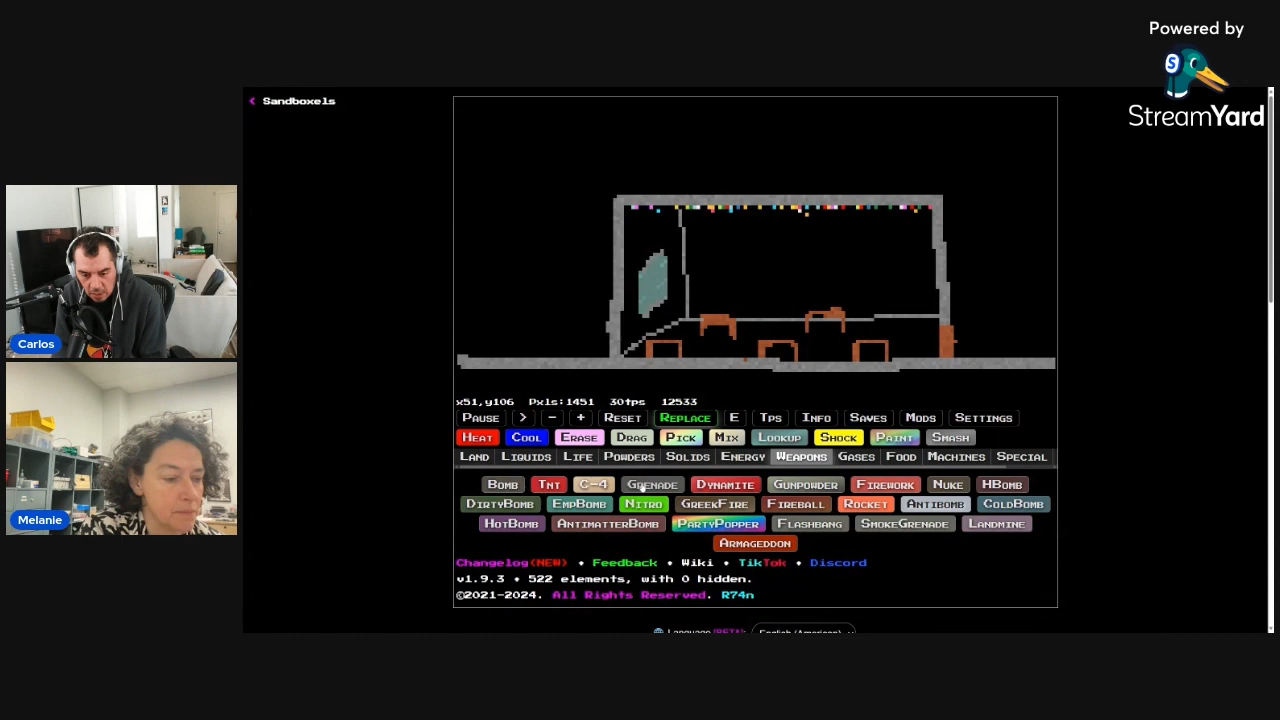 Powered by
S
StreamYard
< Sandboxels
Carlos
Melanie
x51,y106 Pxls:1451 30tps 12533
Pause > - + Reset Replace E Tps Info Saves Mods Settings
Heat Cool Erase Drag Pick Mix Lookup Shock Paint Smash
Land Liquids Life Powders Solids Energy Weapons Gases Food Machines Special
Bomb Tnt C-4 Grenade Dynamite Gunpowder Firework Nuke HBomb
DirtyBomb EmpBomb Nitro GreekFire Fireball Rocket Antibomb ColdBomb
HotBomb AntimatterBomb PartyPopper Flashbang SmokeGrenade Landmine
Armageddon
Changelog(NEW) • Feedback • Wiki • TikTok • Discord
v1.9.3 • 522 elements, with 0 hidden.
©2021-2024. All Rights Reserved. R74n
Language (BETA): English (American)